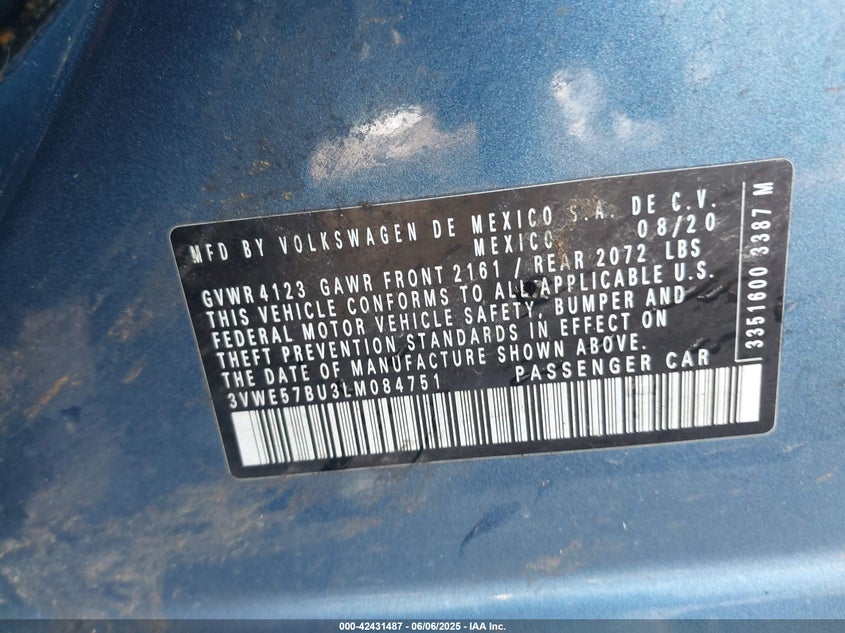 MFD BY VOLKSWAGEN DE MEXICO S.A. DE C.V.
MEXICO 08/20
GVWR 4123 GAWR FRONT 2161 / REAR 2072 LBS
THIS VEHICLE CONFORMS TO ALL APPLICABLE U.S.
FEDERAL MOTOR VEHICLE SAFETY, BUMPER AND
THEFT PREVENTION STANDARDS IN EFFECT ON
THE DATE OF MANUFACTURE SHOWN ABOVE.
3VWE57BU3LM084751 PASSENGER CAR
3351600 3387 M
000-42431487 - 06/06/2025 - IAA Inc.